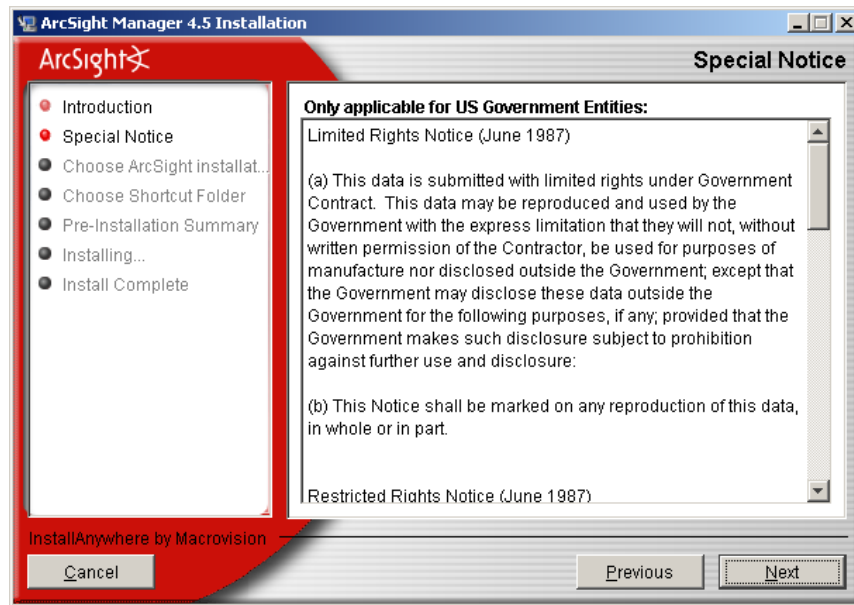 ArcSight Manager 4.5 Installation
ArcSight
Special Notice
Introduction
Special Notice
Choose ArcSight installat...
Choose Shortcut Folder
Pre-Installation Summary
Installing...
Install Complete
Only applicable for US Government Entities:
Limited Rights Notice (June 1987)
(a) This data is submitted with limited rights under Government
Contract. This data may be reproduced and used by the
Government with the express limitation that they will not, without
written permission of the Contractor, be used for purposes of
manufacture nor disclosed outside the Government; except that
the Government may disclose these data outside the
Government for the following purposes, if any; provided that the
Government makes such disclosure subject to prohibition
against further use and disclosure:
(b) This Notice shall be marked on any reproduction of this data,
in whole or in part.
Restricted Rights Notice (June 1987)
InstallAnywhere by Macrovision
Cancel
Previous
Next